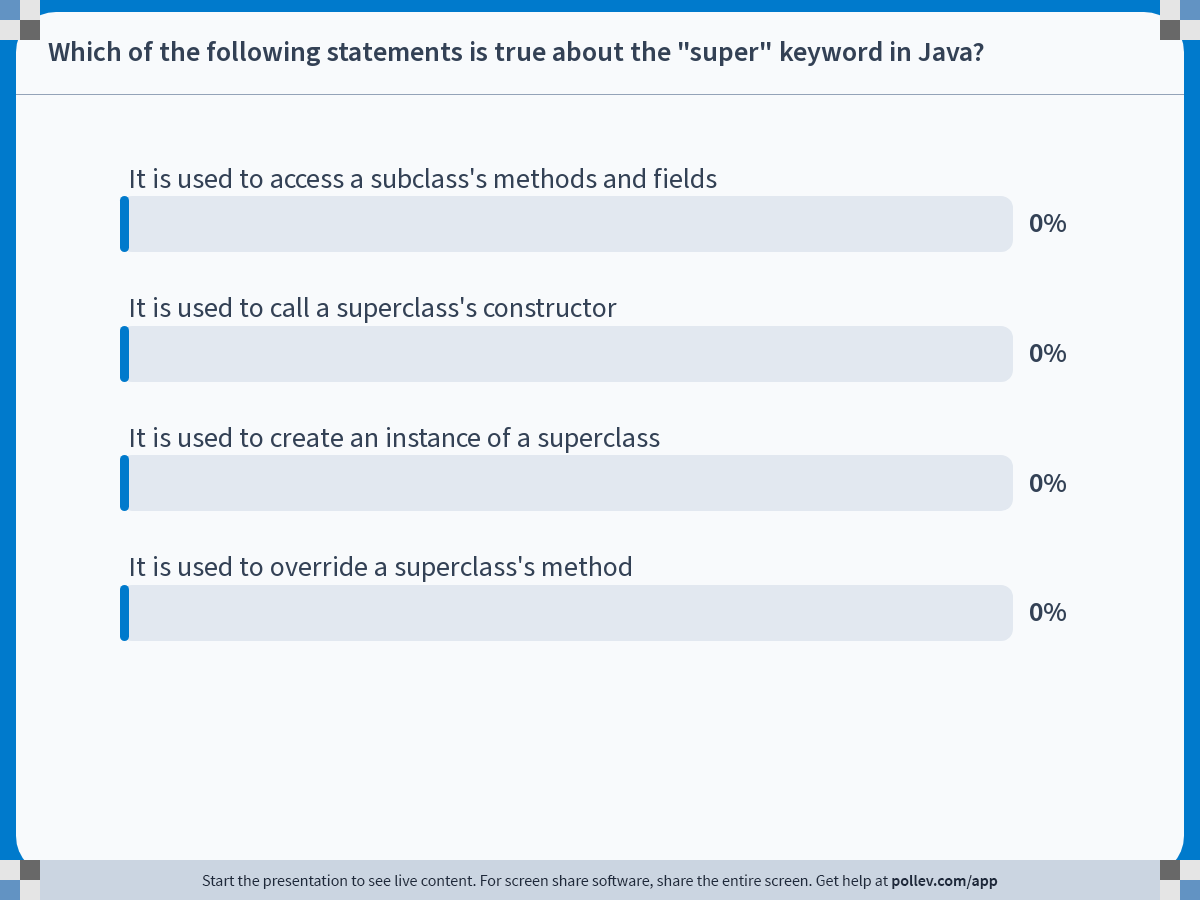 Which of the following statements is true about the "super" keyword in Java?
It is used to access a subclass's methods and fields
0%
It is used to call a superclass's constructor
0%
It is used to create an instance of a superclass
0%
It is used to override a superclass's method
0%
Start the presentation to see live content. For screen share software, share the entire screen. Get help at pollev.com/app